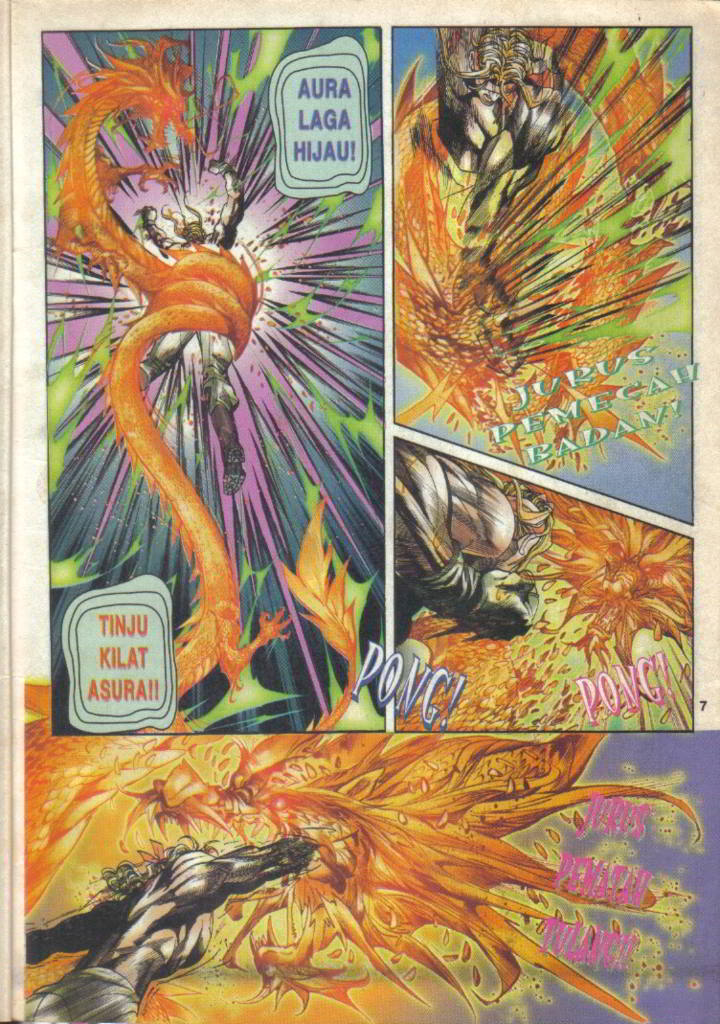 AURA
LAGA
HIJAU!
TINJU
KILAT
ASURA!!
JURUS
PEMECAH
BADAN!
PONG!
PONG!
7
JURUS
PEMATAH
TULANG!!